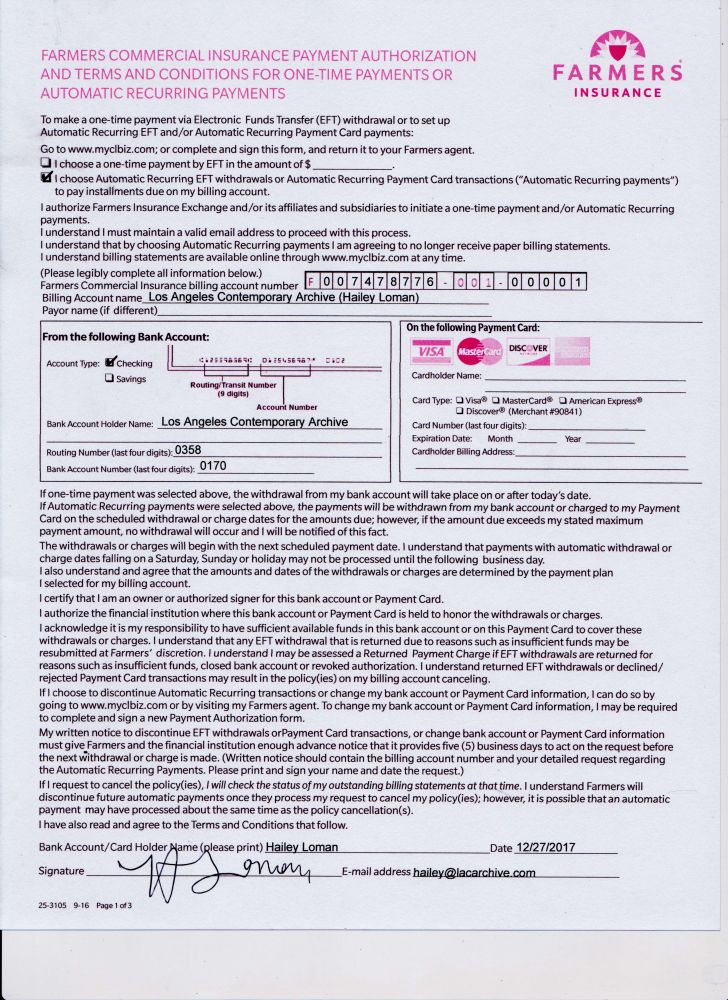 FARMERS COMMERCIAL INSURANCE PAYMENT AUTHORIZATION
AND TERMS AND CONDITIONS FOR ONE-TIME PAYMENTS OR
AUTOMATIC RECURRING PAYMENTS
FARMERS
INSURANCE
To make a one-time payment via Electronic Funds Transfer (EFT) withdrawal or to set up
Automatic Recurring EFT and/or Automatic Recurring Payment Card payments:
Go to www.myclbiz.com; or complete and sign this form, and return it to your Farmers agent.
I choose a one-time payment by EFT in the amount of $
I choose Automatic Recurring EFT withdrawals or Automatic Recurring Payment Card transactions ("Automatic Recurring payments")
to pay installments due on my billing account.
I authorize Farmers Insurance Exchange and/or its affiliates and subsidiaries to initiate a one-time payment and/or Automatic Recurring
payments.
I understand I must maintain a valid email address to proceed with this process.
I understand that by choosing Automatic Recurring payments I am agreeing to no longer receive paper billing statements.
I understand billing statements are available online through www.myclbiz.com at any time.
(Please legibly complete all information below.)
Farmers Commercial Insurance billing account number F007478776-001-00001
Billing Account name Los Angeles Contemporary Archive (Hailey Loman)
Payor name (if different)
From the following Bank Account:
Account Type: Checking
Savings
Routing/Transit Number
(9 digits)
Account Number
Bank Account Holder Name: Los Angeles Contemporary Archive
Routing Number (last four digits): 0358
Bank Account Number (last four digits): 0170
On the following Payment Card:
VISA MasterCard DISCOVER
Cardholder Name:
Card Type: Visa® MasterCard® American Express®
Discover® (Merchant #90841)
Card Number (last four digits):
Expiration Date: Month Year
Cardholder Billing Address:
If one-time payment was selected above, the withdrawal from my bank account will take place on or after today's date.
If Automatic Recurring payments were selected above, the payments will be withdrawn from my bank account or charged to my Payment
Card on the scheduled withdrawal or charge dates for the amounts due; however, if the amount due exceeds my stated maximum
payment amount, no withdrawal will occur and I will be notified of this fact.
The withdrawals or charges will begin with the next scheduled payment date. I understand that payments with automatic withdrawal or
charge dates falling on a Saturday, Sunday or holiday may not be processed until the following business day.
I also understand and agree that the amounts and dates of the withdrawals or charges are determined by the payment plan
I selected for my billing account.
I certify that I am an owner or authorized signer for this bank account or Payment Card.
I authorize the financial institution where this bank account or Payment Card is held to honor the withdrawals or charges.
I acknowledge it is my responsibility to have sufficient available funds in this bank account or on this Payment Card to cover these
withdrawals or charges. I understand that any EFT withdrawal that is returned due to reasons such as insufficient funds may be
resubmitted at Farmers' discretion. I understand I may be assessed a Returned Payment Charge if EFT withdrawals are returned for
reasons such as insufficient funds, closed bank account or revoked authorization. I understand returned EFT withdrawals or declined/
rejected Payment Card transactions may result in the policy(ies) on my billing account canceling.
If I choose to discontinue Automatic Recurring transactions or change my bank account or Payment Card information, I can do so by
going to www.myclbiz.com or by visiting my Farmers agent. To change my bank account or Payment Card information, I may be required
to complete and sign a new Payment Authorization form.
My written notice to discontinue EFT withdrawals orPayment Card transactions, or change bank account or Payment Card information
must give Farmers and the financial institution enough advance notice that it provides five (5) business days to act on the request before
the next withdrawal or charge is made. (Written notice should contain the billing account number and your detailed request regarding
the Automatic Recurring Payments. Please print and sign your name and date the request.)
If I request to cancel the policy(ies), I will check the status of my outstanding billing statements at that time. I understand Farmers will
discontinue future automatic payments once they process my request to cancel my policy(ies); however, it is possible that an automatic
payment may have processed about the same time as the policy cancellation(s).
I have also read and agree to the Terms and Conditions that follow.
Bank Account/Card Holder Name (please print) Hailey Loman Date 12/27/2017
Signature E-mail address hailey@lacarchive.com
25-3105 9-16 Page 1 of 3